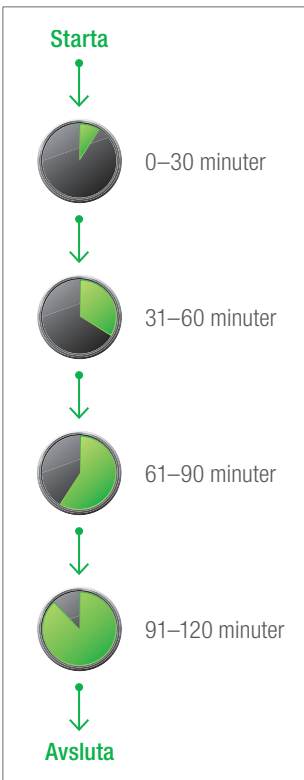 Starta
0–30 minuter
31–60 minuter
61–90 minuter
91–120 minuter
Avsluta